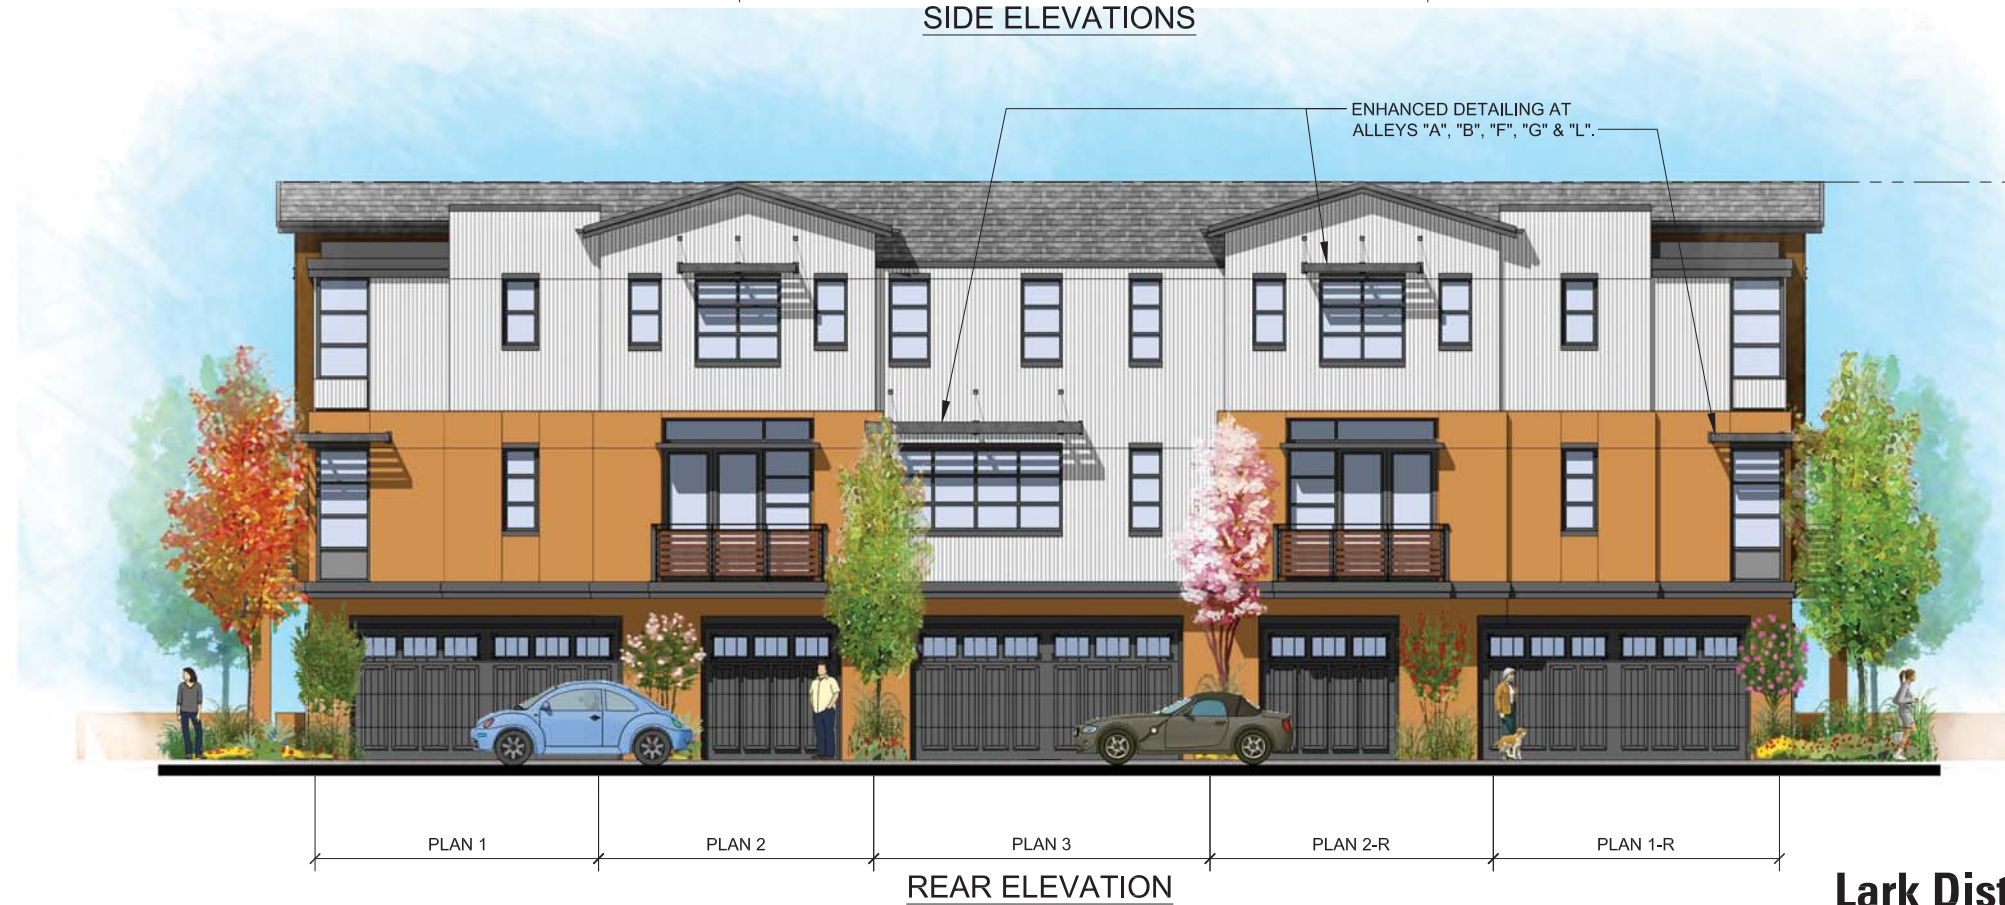 SIDE ELEVATIONS
ENHANCED DETAILING AT
ALLEYS "A", "B", "F", "G" & "L".
PLAN 1
PLAN 2
PLAN 3
PLAN 2-R
PLAN 1-R
REAR ELEVATION
Lark Dist